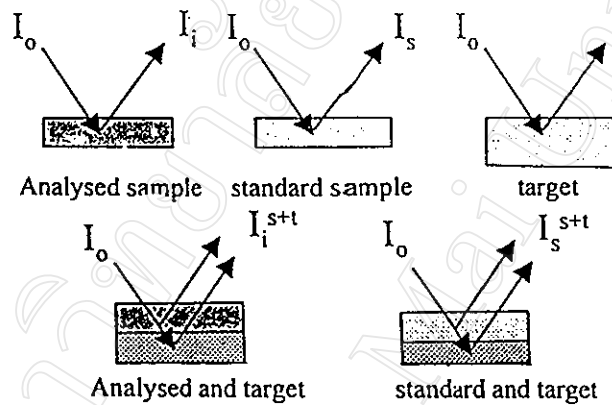 I₀ Iᵢ I₀ Iₛ I₀
Analysed sample standard sample target
I₀ Iᵢˢ⁺ᵗ I₀ Iₛˢ⁺ᵗ
Analysed and target standard and target